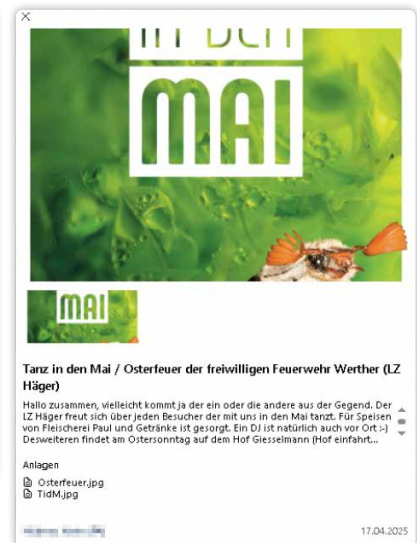 IN DEN
MAI
MAI
Tanz in den Mai / Osterfeuer der freiwilligen Feuerwehr Werther (LZ
Häger)
Hallo zusammen, vielleicht kommt ja der ein oder die andere aus der Gegend. Der
LZ Häger freut sich über jeden Besucher der mit uns in den Mai tanzt. Für Speisen
von Fleischerei Paul und Getränke ist gesorgt. Ein DJ ist natürlich auch vor Ort :-)
Desweiteren findet am Ostersonntag auf dem Hof Giesselmann (Hof einfahrt...
Anlagen
Osterfeuer.jpg
TidM.jpg
17.04.2025